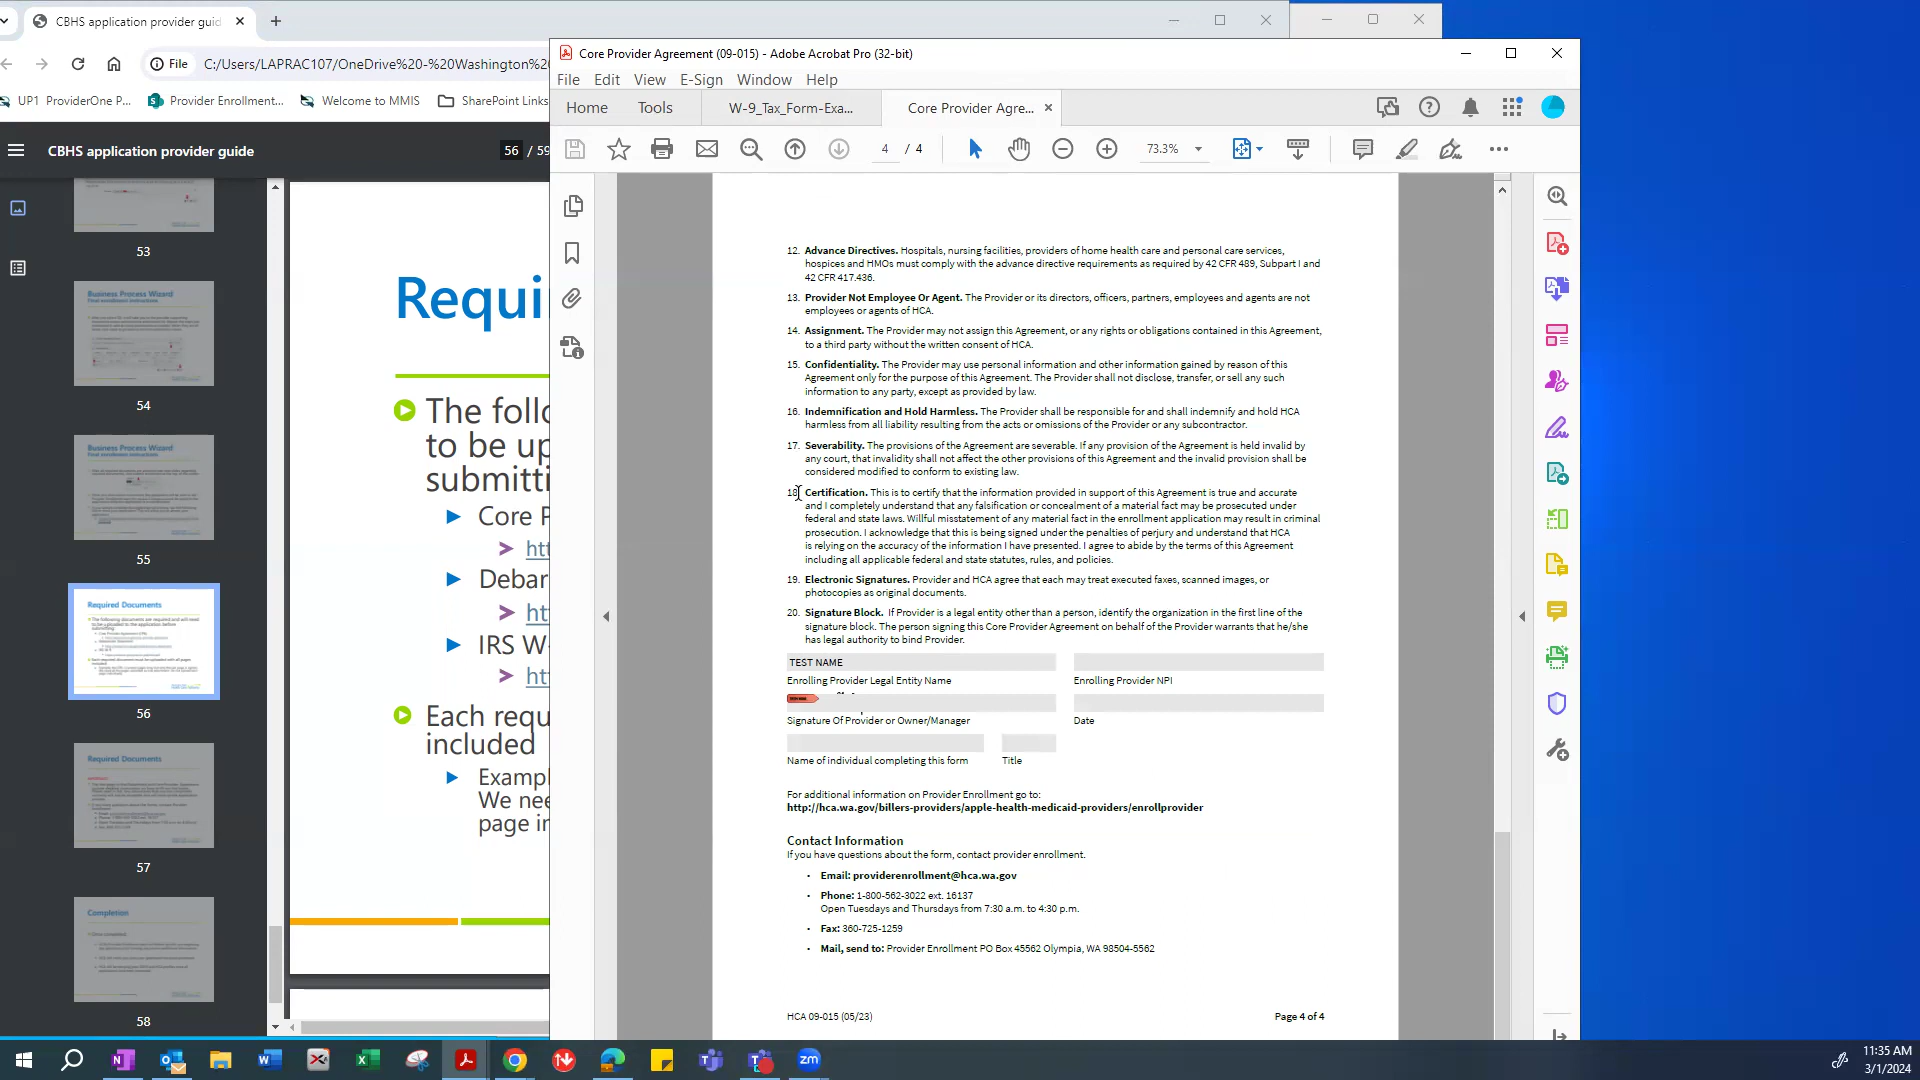 CBHS application provider guid
File
C:/Users/LAPRAC107/OneDrive%20-%20Washington%20
UP1 ProviderOne P...
Provider Enrollment...
Welcome to MMIS
SharePoint Links
CBHS application provider guide
56 / 59
53
Business Process Wizard
54
Business Process Wizard
55
Required Documents
56
Required Documents
57
Completion
58
Requi
The follo
to be up
submitti
Core P
htt
Debar
htt
IRS W-
htt
Each requ
included
Exampl
We nee
page in
Core Provider Agreement (09-015) - Adobe Acrobat Pro (32-bit)
File Edit View E-Sign Window Help
Home Tools W-9_Tax_Form-Exa... Core Provider Agre...
4 / 4
73.3%
12. Advance Directives. Hospitals, nursing facilities, providers of home health care and personal care services,
hospices and HMOs must comply with the advance directive requirements as required by 42 CFR 489, Subpart I and
42 CFR 417.436.
13. Provider Not Employee Or Agent. The Provider or its directors, officers, partners, employees and agents are not
employees or agents of HCA.
14. Assignment. The Provider may not assign this Agreement, or any rights or obligations contained in this Agreement,
to a third party without the written consent of HCA.
15. Confidentiality. The Provider may use personal information and other information gained by reason of this
Agreement only for the purpose of this Agreement. The Provider shall not disclose, transfer, or sell any such
information to any party, except as provided by law.
16. Indemnification and Hold Harmless. The Provider shall be responsible for and shall indemnify and hold HCA
harmless from all liability resulting from the acts or omissions of the Provider or any subcontractor.
17. Severability. The provisions of the Agreement are severable. If any provision of the Agreement is held invalid by
any court, that invalidity shall not affect the other provisions of this Agreement and the invalid provision shall be
considered modified to conform to existing law.
18. Certification. This is to certify that the information provided in support of this Agreement is true and accurate
and I completely understand that any falsification or concealment of a material fact may be prosecuted under
federal and state laws. Willful misstatement of any material fact in the enrollment application may result in criminal
prosecution. I acknowledge that this is being signed under the penalties of perjury and understand that HCA
is relying on the accuracy of the information I have presented. I agree to abide by the terms of this Agreement
including all applicable federal and state statutes, rules, and policies.
19. Electronic Signatures. Provider and HCA agree that each may treat executed faxes, scanned images, or
photocopies as original documents.
20. Signature Block. If Provider is a legal entity other than a person, identify the organization in the first line of the
signature block. The person signing this Core Provider Agreement on behalf of the Provider warrants that he/she
has legal authority to bind Provider.
TEST NAME
Enrolling Provider Legal Entity Name
Enrolling Provider NPI
Signature Of Provider or Owner/Manager
Date
Name of individual completing this form
Title
For additional information on Provider Enrollment go to:
http://hca.wa.gov/billers-providers/apple-health-medicaid-providers/enrollprovider
Contact Information
If you have questions about the form, contact provider enrollment.
• Email: providerenrollment@hca.wa.gov
• Phone: 1-800-562-3022 ext. 16137
Open Tuesdays and Thursdays from 7:30 a.m. to 4:30 p.m.
• Fax: 360-725-1259
• Mail, send to: Provider Enrollment PO Box 45562 Olympia, WA 98504-5562
HCA 09-015 (05/23)
Page 4 of 4
zm
11:35 AM
3/1/2024